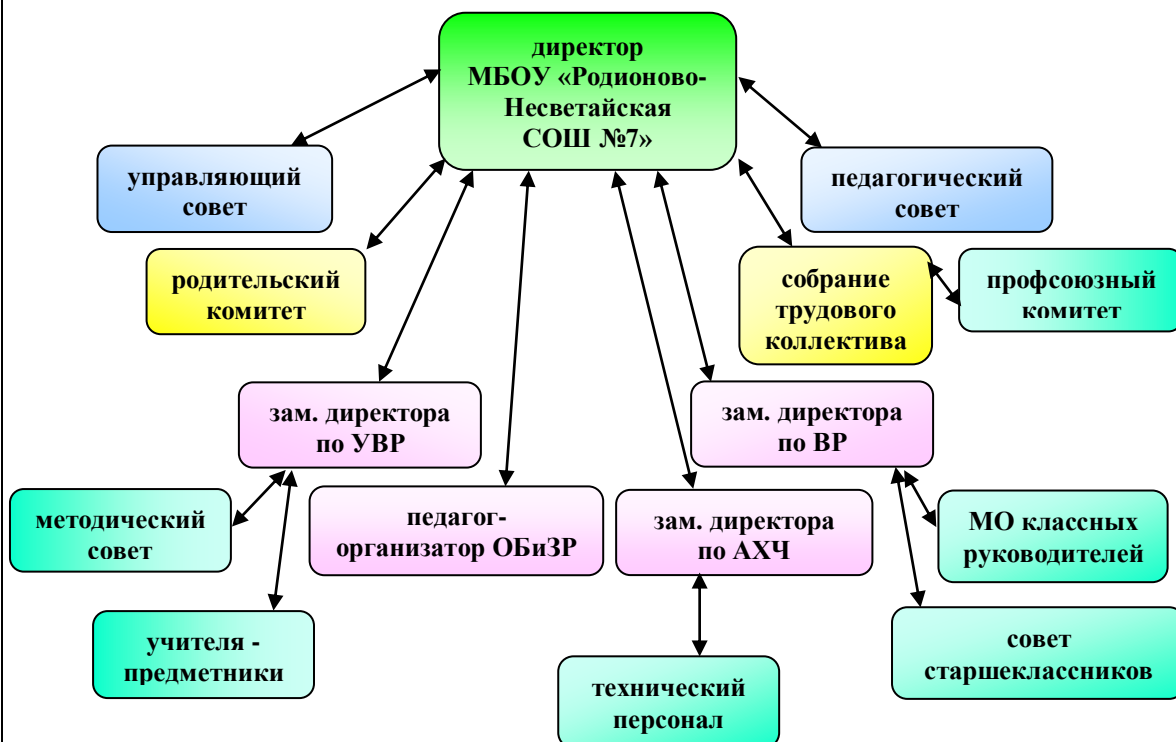 директор
МБОУ «Родионово-
Несветайская
СОШ №7»
управляющий
совет
педагогический
совет
родительский
комитет
собрание
трудового
коллектива
профсоюзный
комитет
зам. директора
по УВР
зам. директора
по ВР
методический
совет
педагог-
организатор ОБиЗР
зам. директора
по АХЧ
МО классных
руководителей
учителя -
предметники
технический
персонал
совет
старшеклассников